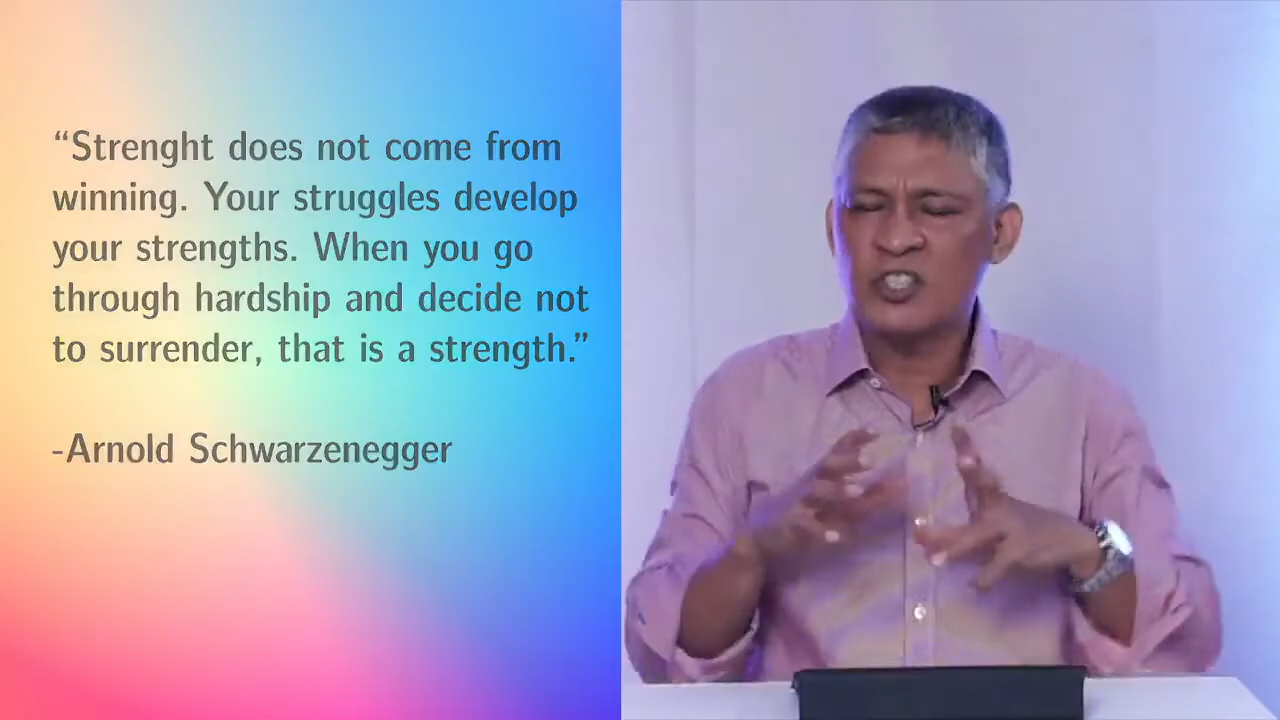 “Strenght does not come from
winning. Your struggles develop
your strengths. When you go
through hardship and decide not
to surrender, that is a strength.”
-Arnold Schwarzenegger